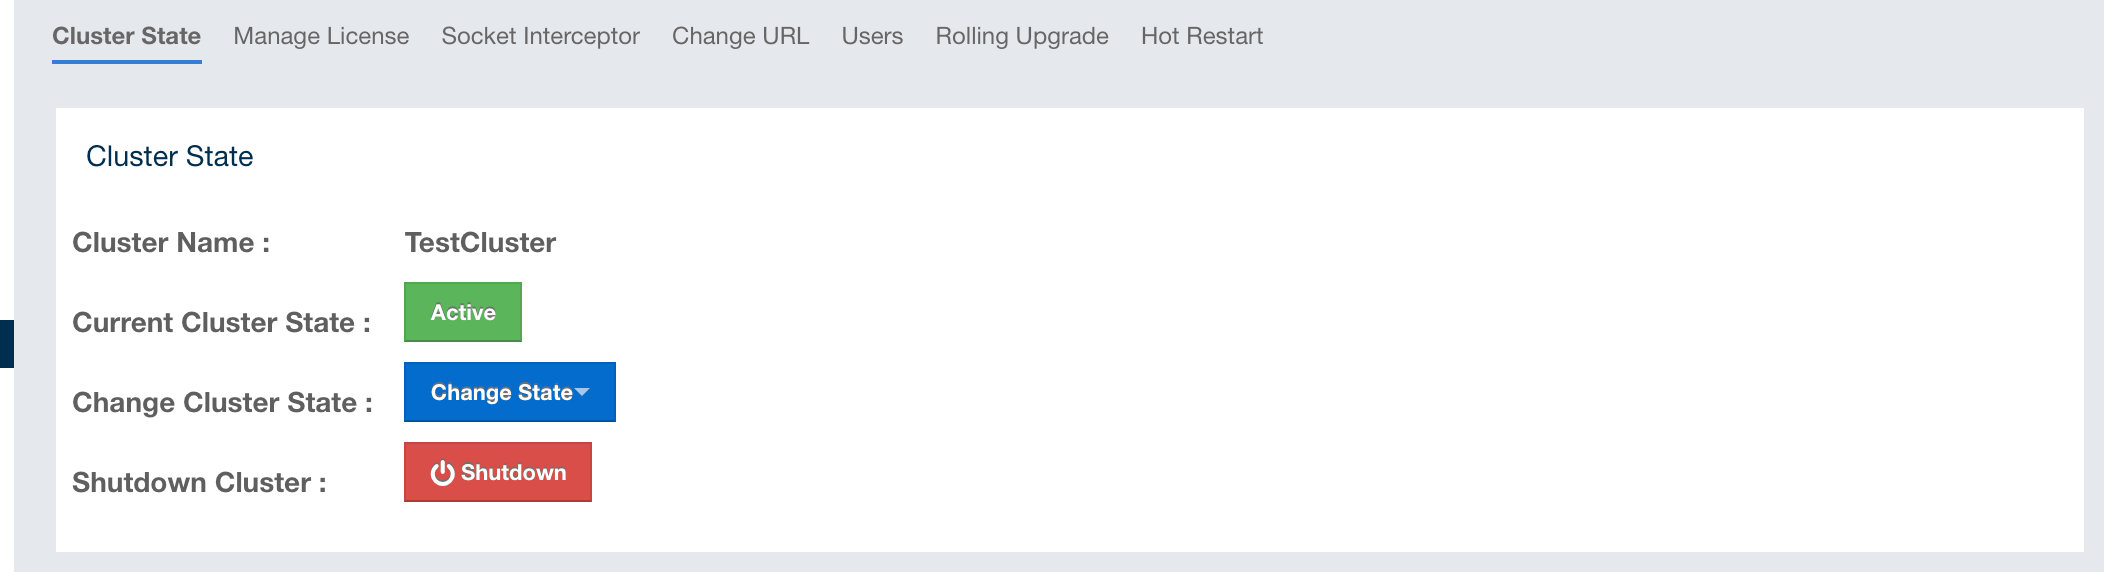 Cluster State Manage License Socket Interceptor Change URL Users Rolling Upgrade Hot Restart
Cluster State
Cluster Name : TestCluster
Current Cluster State : Active
Change Cluster State : Change State
Shutdown Cluster : Shutdown